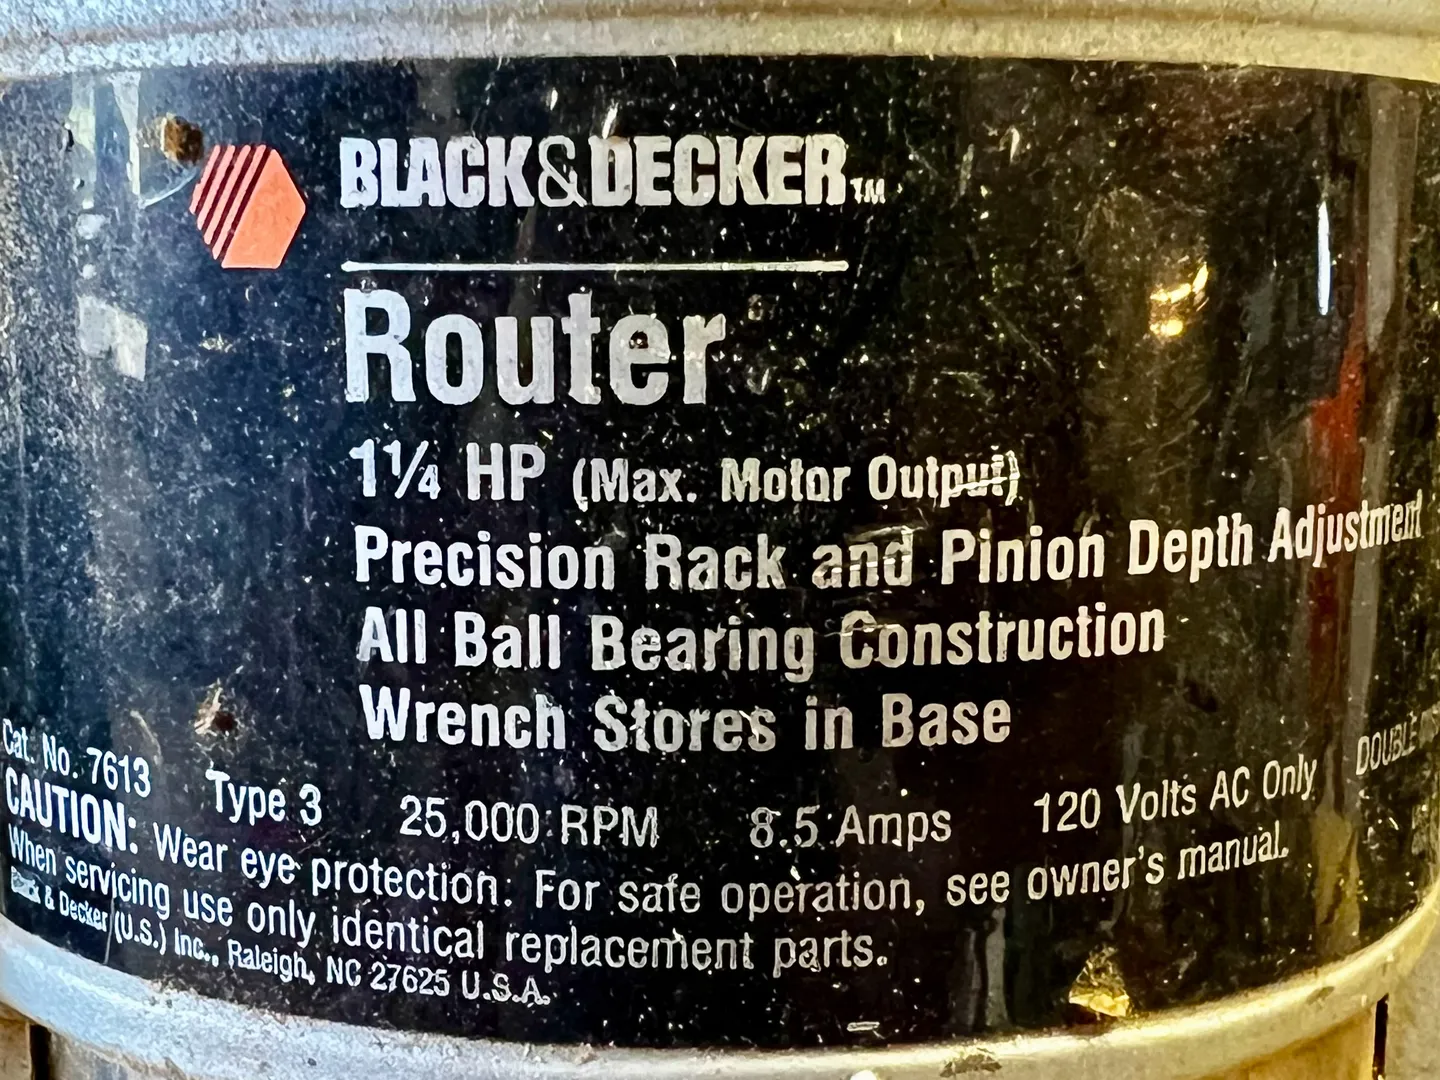 BLACK&DECKER™
Router
1¼ HP (Max. Motor Output)
Precision Rack and Pinion Depth Adjustment
All Ball Bearing Construction
Wrench Stores in Base
Cat. No. 7613 Type 3 25,000 RPM 8.5 Amps 120 Volts AC Only DOUBLE
CAUTION: Wear eye protection. For safe operation, see owner's manual.
When servicing use only identical replacement parts.
Black & Decker (U.S.) Inc., Raleigh, NC 27625 U.S.A.